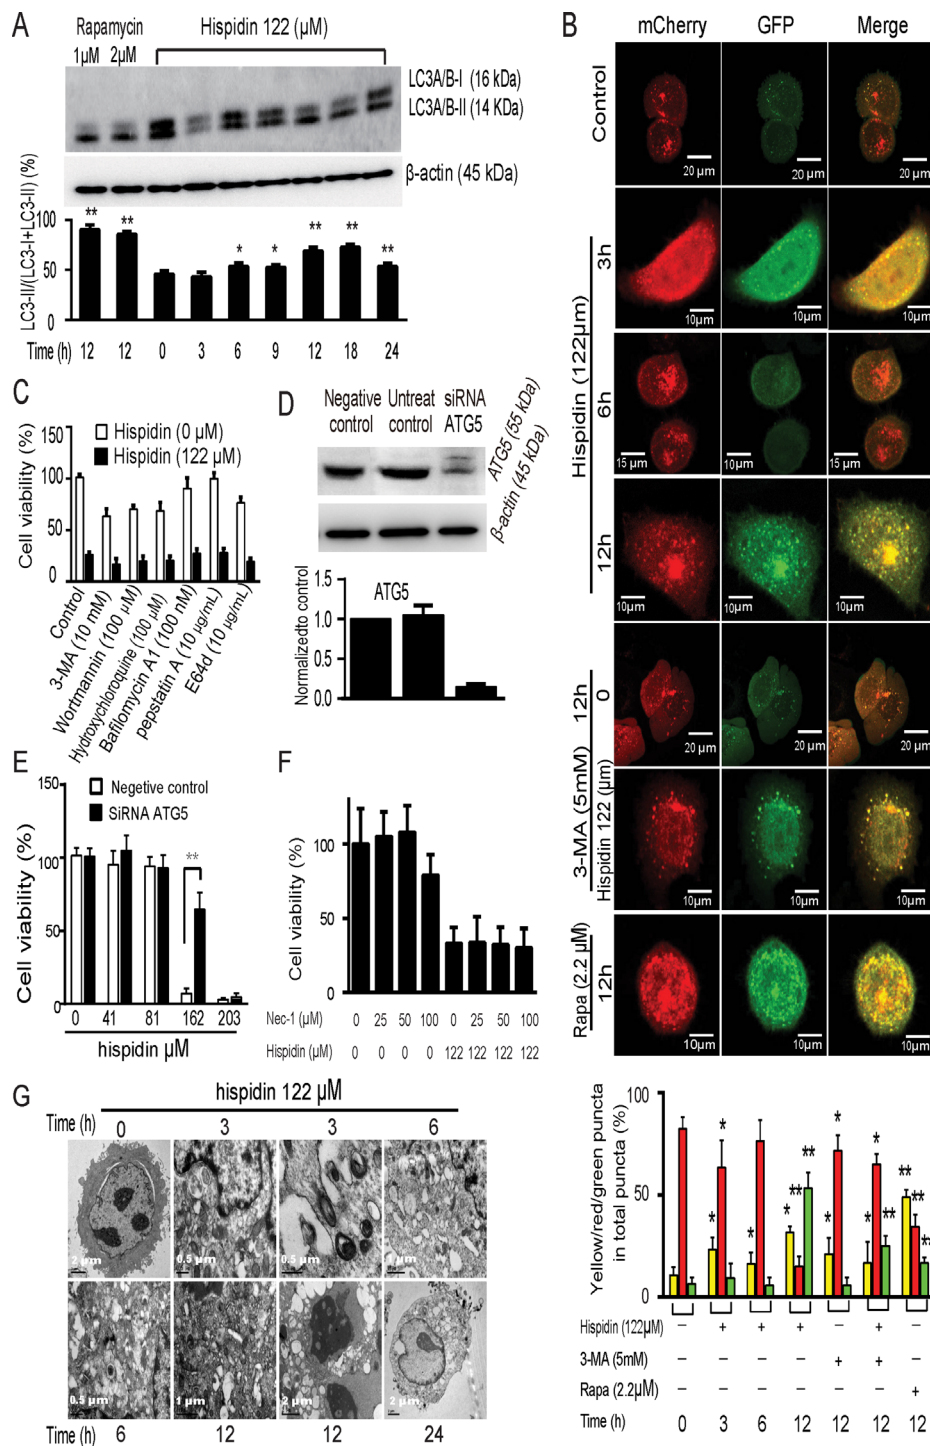 A
Rapamycin
1µM 2µM
Hispidin 122 (µM)
LC3A/B-I (16 kDa)
LC3A/B-II (14 KDa)
β-actin (45 kDa)
LC3-II/(LC3-I+LC3-II) (%)
100
50
0
** ** * * ** ** **
Time (h) 12 12 0 3 6 9 12 18 24
B
mCherry GFP Merge
Control
20 µm 20 µm 20 µm
Hispidin (122µm)
3h
10µm 10µm 10µm
6h
15 µm 10µm 15 µm
12h
10µm 10µm 10µm
3-MA (5mM)
12h
0
20 µm 20 µm 20 µm
Hispidin 122 (µm)
10µm 10µm 10µm
Rapa (2.2 µM)
12h
10µm 10µm 10µm
Yellow/red/green puncta
in total puncta (%)
100
50
0
* * * * ** ** * * * ** ** ** **
Hispidin (122µM) – + + + – + –
3-MA (5mM) – – – – + + –
Rapa (2.2µM) – – – – – – +
Time (h) 0 3 6 12 12 12 12
C
Cell viability (%)
150
100
50
0
Hispidin (0 µM)
Hispidin (122 µM)
Control
3-MA (10 mM)
Wortmannin (100 µM)
Hydroxychloroquine (100 µM)
Bafilomycin A1 (100 nM)
pepstatin A (10 µg/mL)
E64d (10 µg/mL)
D
Negative
control
Untreat
control
siRNA
ATG5
ATG5 (55 kDa)
β-actin (45 kDa)
Normalizedto control
1.5
1.0
0.5
0.0
ATG5
E
Cell viability (%)
150
100
50
0
Negetive control
SiRNA ATG5
**
0 41 81 162 203
hispidin µM
F
Cell viability (%)
150
100
50
0
Nec-1 (µM) 0 25 50 100 0 25 50 100
Hispidin (µM) 0 0 0 0 122 122 122 122
G
hispidin 122 µM
Time (h) 0 3 3 6
2 µm 0.5 µm 0.5 µm 1 µm
0.5 µm 1 µm 2 µm 2 µm
Time (h) 6 12 12 24